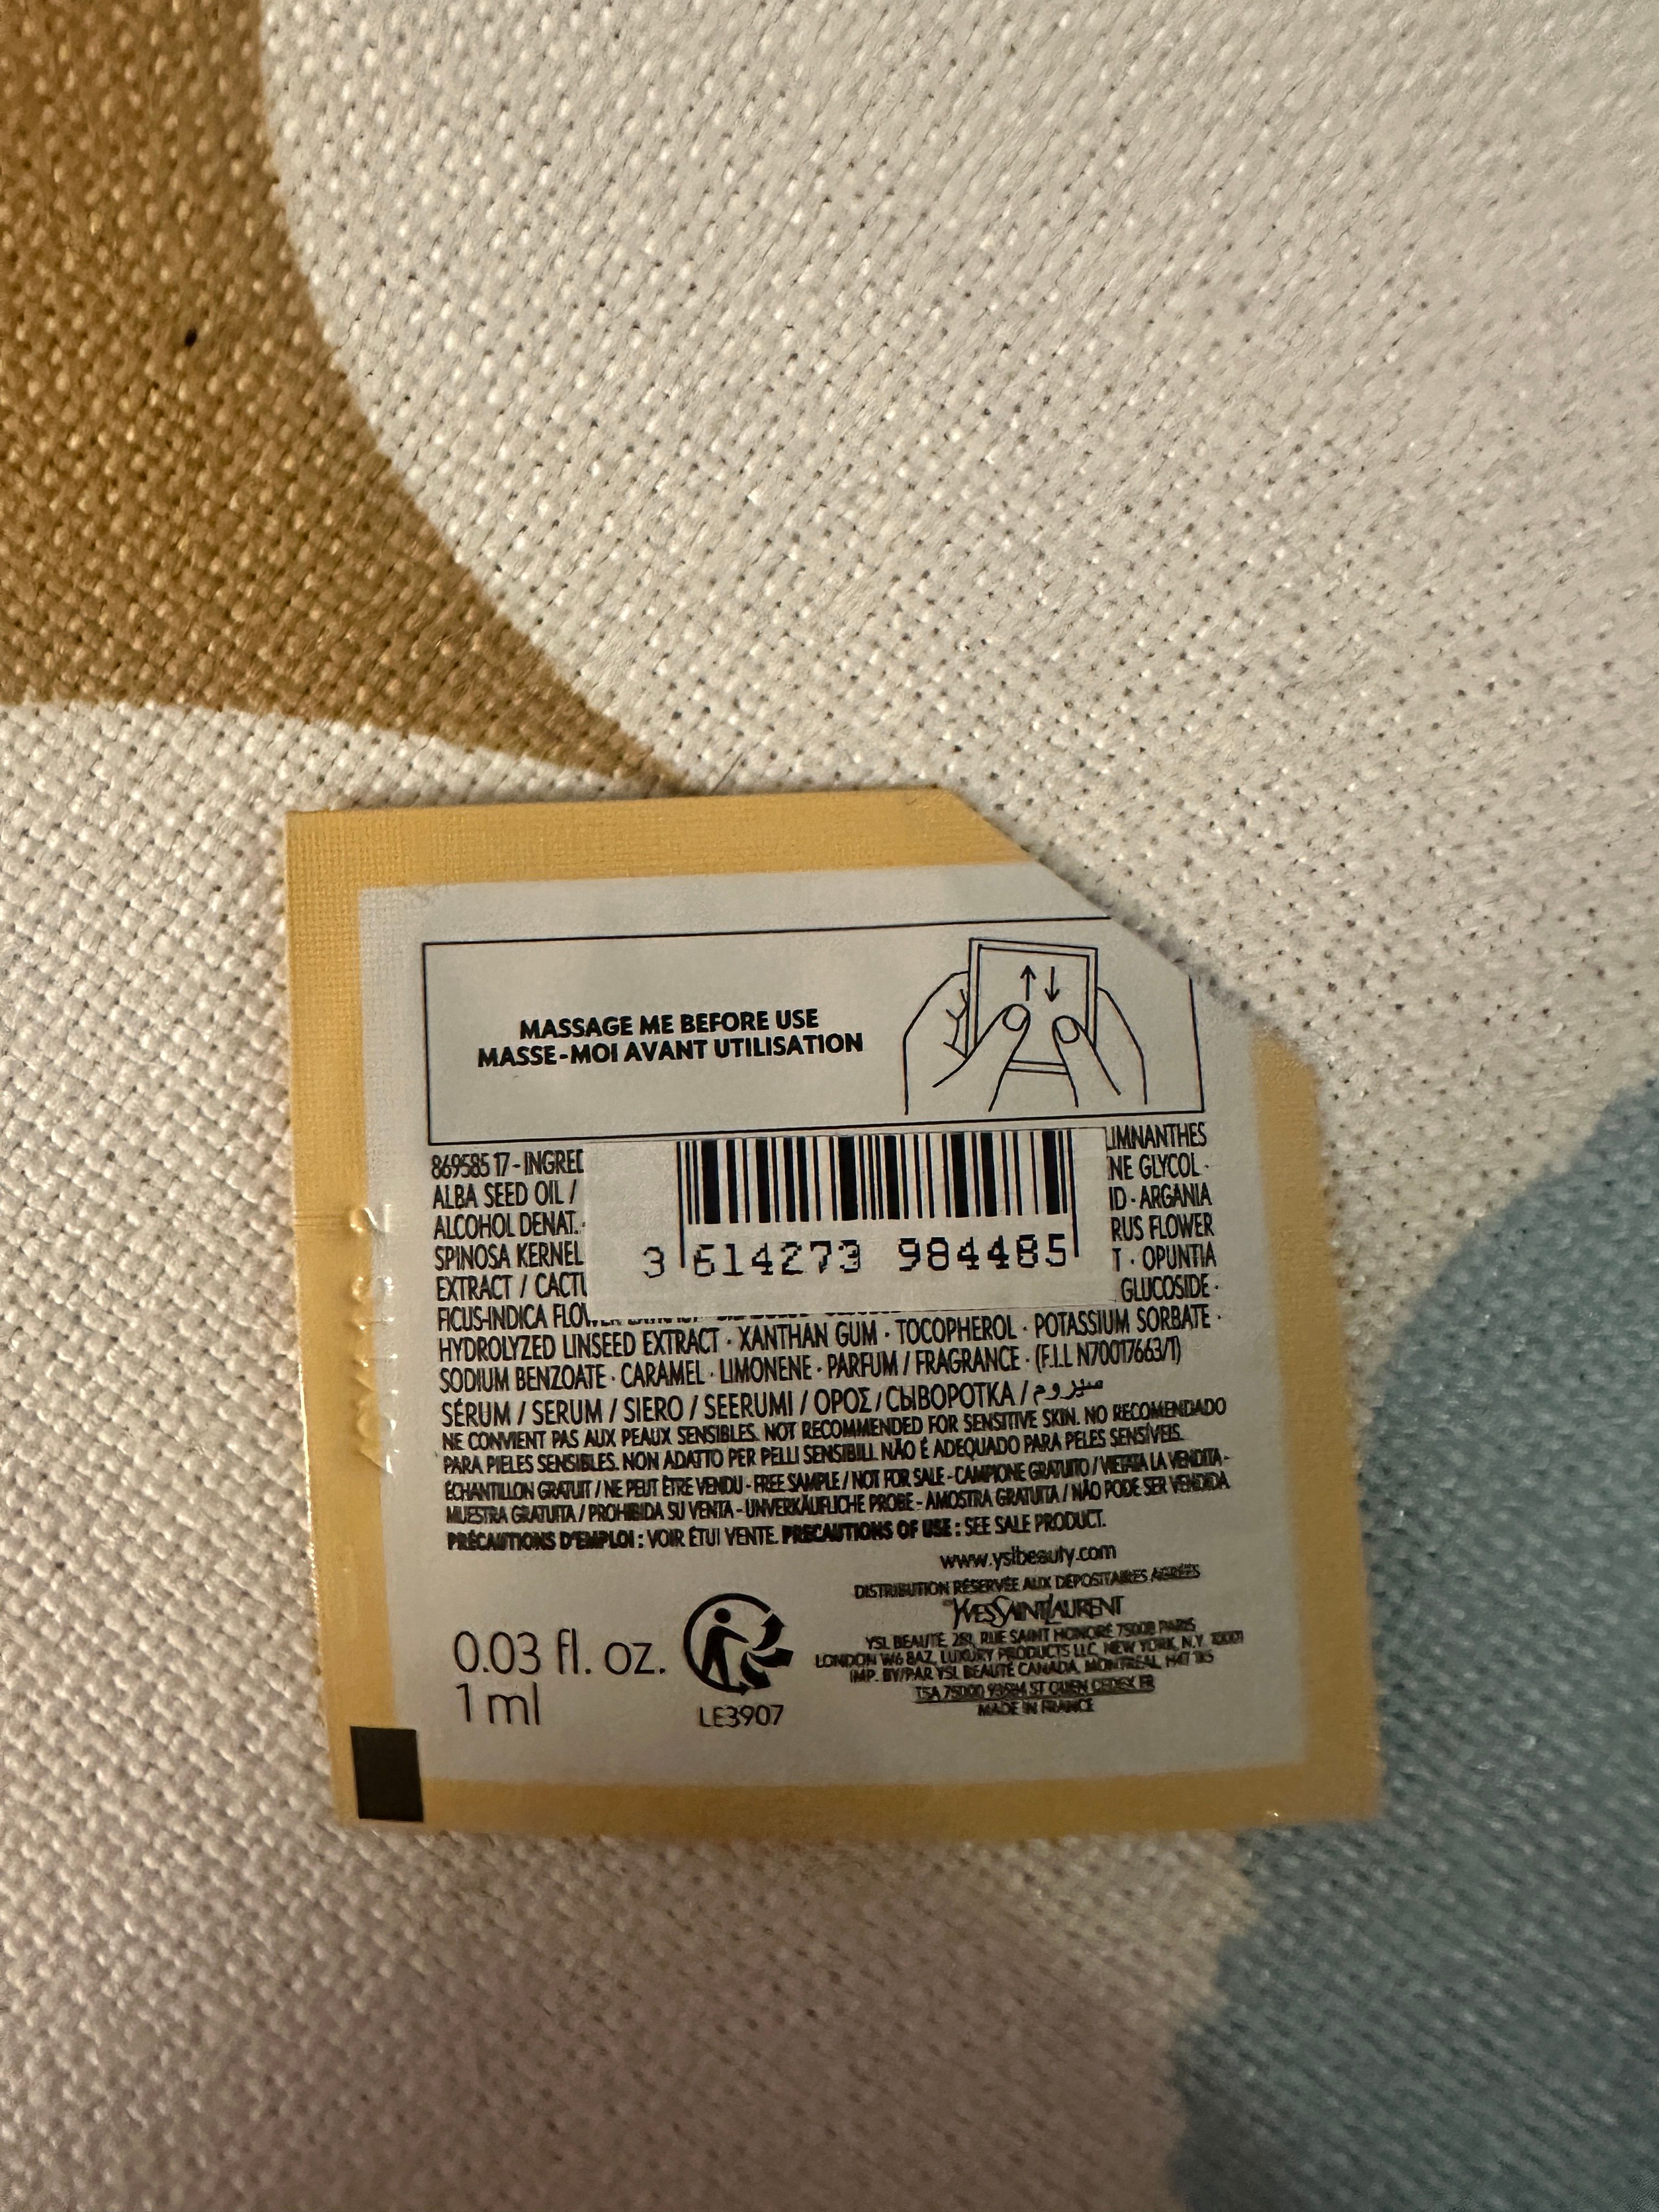 MASSAGE ME BEFORE USE
MASSE-MOI AVANT UTILISATION
869585 17 - INGRED IMNANTHES
ALBA SEED OIL / NE GLYCOL ·
ALCOHOL DENAT. · ID · ARGANIA
SPINOSA KERNEL RUS FLOWER
EXTRACT / CACTU T · OPUNTIA
FICUS-INDICA FLOWER EXTRACT GLUCOSIDE ·
HYDROLYZED LINSEED EXTRACT · XANTHAN GUM · TOCOPHEROL · POTASSIUM SORBATE ·
SODIUM BENZOATE · CARAMEL · LIMONENE · PARFUM / FRAGRANCE · (F.I.L. N70017663/1)
3 614273 984485
SÉRUM / SERUM / SIERO / SEERUMI / ΟΡΟΣ / СЫВОРОТКА / سيروم
NE CONVIENT PAS AUX PEAUX SENSIBLES. NOT RECOMMENDED FOR SENSITIVE SKIN. NO RECOMENDADO
PARA PIELES SENSIBLES. NON ADATTO PER PELLI SENSIBILI. NÃO É ADEQUADO PARA PELES SENSÍVEIS.
ÉCHANTILLON GRATUIT / NE PEUT ÊTRE VENDU - FREE SAMPLE / NOT FOR SALE - CAMPIONE GRATUITO / VIETATA LA VENDITA -
MUESTRA GRATUITA / PROHIBIDA SU VENTA - UNVERKÄUFLICHE PROBE - AMOSTRA GRATUITA / NÃO PODE SER VENDIDA
PRÉCAUTIONS D'EMPLOI : VOIR ÉTUI VENTE. PRECAUTIONS OF USE : SEE SALE PRODUCT.
www.yslbeauty.com
DISTRIBUTION RÉSERVÉE AUX DÉPOSITAIRES AGRÉÉS
YVES SAINT LAURENT
YSL BEAUTÉ, 281, RUE SAINT HONORÉ 75008 PARIS
LONDON W6 8AZ, LUXURY PRODUCTS LLC, NEW YORK, N.Y. 10001
IMP. BY/PAR YSL BEAUTÉ CANADA, MONTREAL, H4T 1K5
TSA 75000 93584 ST OUEN CEDEX FR
MADE IN FRANCE
0.03 fl. oz.
1 ml
LE3907